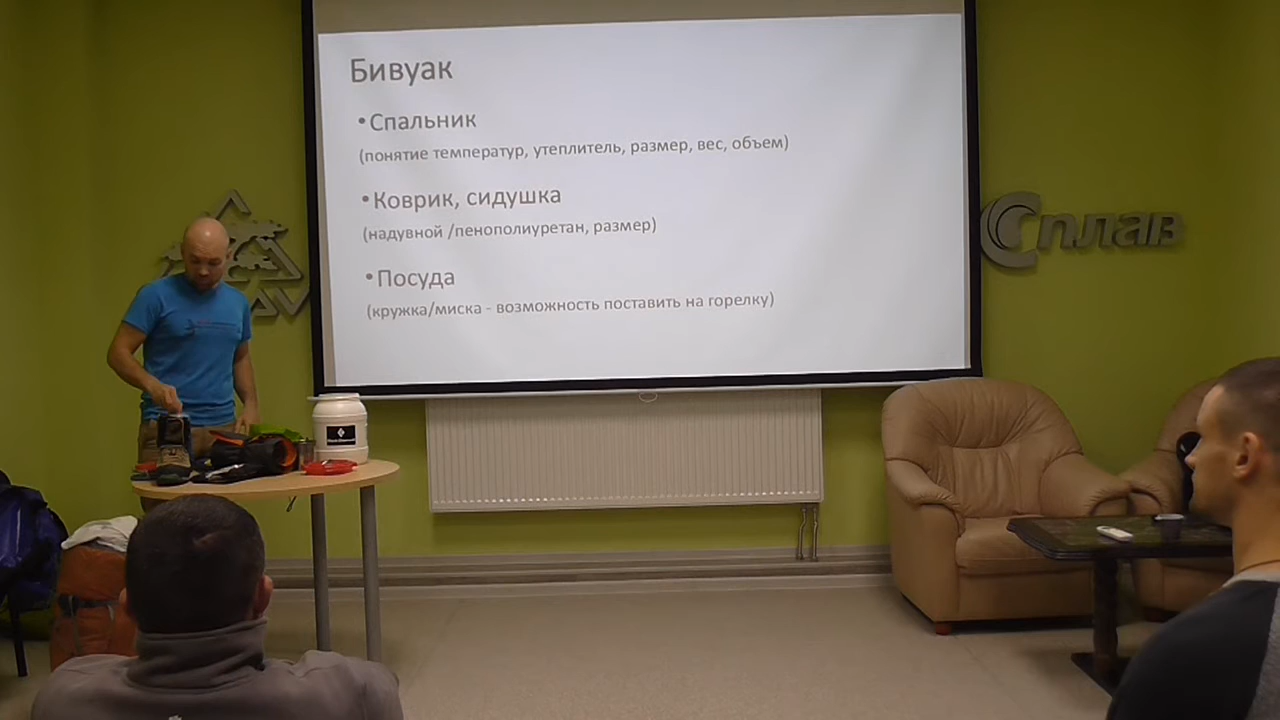 Бивуак
•Спальник
(понятие температур, утеплитель, размер, вес, объем)
•Коврик, сидушка
(надувной /пенополиуретан, размер)
•Посуда
(кружка/миска - возможность поставить на горелку)
Сплав